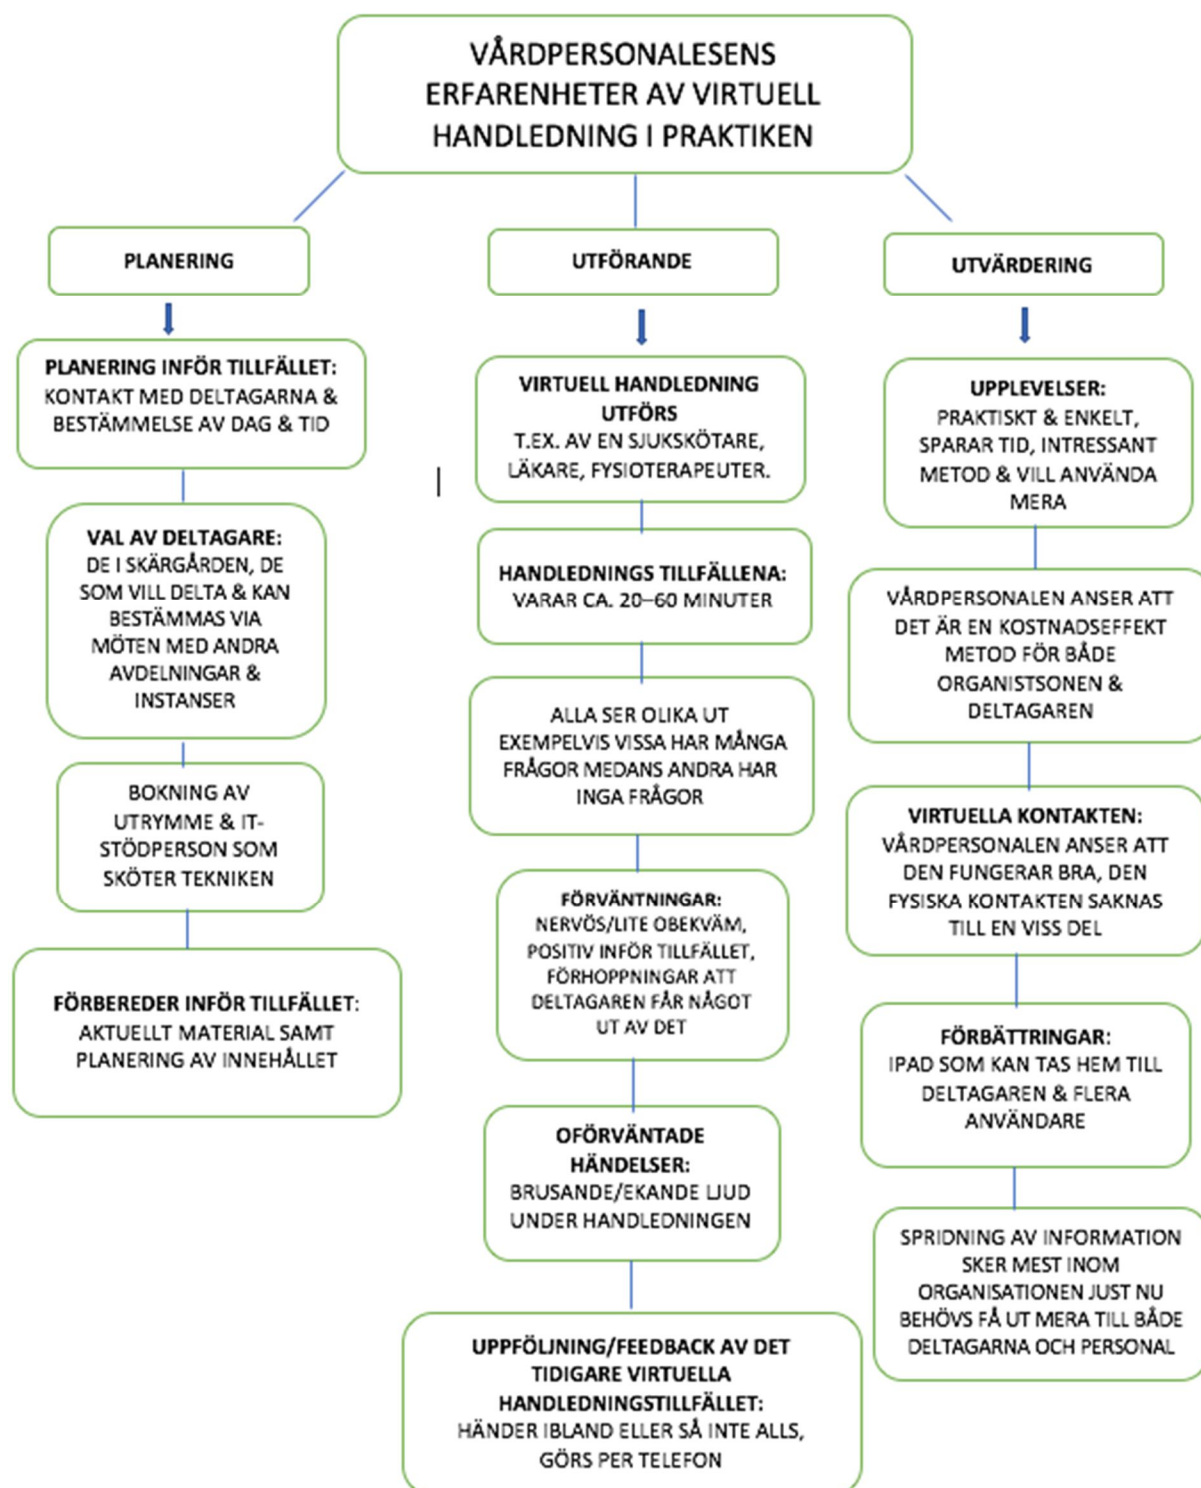 VÅRDPERSONALESENS
ERFARENHETER AV VIRTUELL
HANDLEDNING I PRAKTIKEN
PLANERING
PLANERING INFÖR TILLFÄLLET:
KONTAKT MED DELTAGARNA &
BESTÄMMELSE AV DAG & TID
VAL AV DELTAGARE:
DE I SKÄRGÅRDEN, DE
SOM VILL DELTA & KAN
BESTÄMMAS VIA
MÖTEN MED ANDRA
AVDELNINGAR &
INSTANSER
BOKNING AV
UTRYMME & IT-
STÖDPERSON SOM
SKÖTER TEKNIKEN
FÖRBEREDER INFÖR TILLFÄLLET:
AKTUELLT MATERIAL SAMT
PLANERING AV INNEHÅLLET
UTFÖRANDE
VIRTUELL HANDLEDNING
UTFÖRS
T.EX. AV EN SJUKSKÖTARE,
LÄKARE, FYSIOTERAPEUTER.
HANDLEDNINGS TILLFÄLLENA:
VARAR CA. 20–60 MINUTER
ALLA SER OLIKA UT
EXEMPELVIS VISSA HAR MÅNGA
FRÅGOR MEDANS ANDRA HAR
INGA FRÅGOR
FÖRVÄNTNINGAR:
NERVÖS/LITE OBEKVÄM,
POSITIV INFÖR TILLFÄLLET,
FÖRHOPPNINGAR ATT
DELTAGAREN FÅR NÅGOT
UT AV DET
OFÖRVÄNTADE
HÄNDELSER:
BRUSANDE/EKANDE LJUD
UNDER HANDLEDNINGEN
UPPFÖLJNING/FEEDBACK AV DET
TIDIGARE VIRTUELLA
HANDLEDNINGSTILLFÄLLET:
HÄNDER IBLAND ELLER SÅ INTE ALLS,
GÖRS PER TELEFON
UTVÄRDERING
UPPLEVELSER:
PRAKTISKT & ENKELT,
SPARAR TID, INTRESSANT
METOD & VILL ANVÄNDA
MERA
VÅRDPERSONALEN ANSER ATT
DET ÄR EN KOSTNADSEFFEKT
METOD FÖR BÅDE
ORGANISTSONEN &
DELTAGAREN
VIRTUELLA KONTAKTEN:
VÅRDPERSONALEN ANSER ATT
DEN FUNGERAR BRA, DEN
FYSISKA KONTAKTEN SAKNAS
TILL EN VISS DEL
FÖRBÄTTRINGAR:
IPAD SOM KAN TAS HEM TILL
DELTAGAREN & FLERA
ANVÄNDARE
SPRIDNING AV INFORMATION
SKER MEST INOM
ORGANISATIONEN JUST NU
BEHÖVS FÅ UT MERA TILL BÅDE
DELTAGARNA OCH PERSONAL